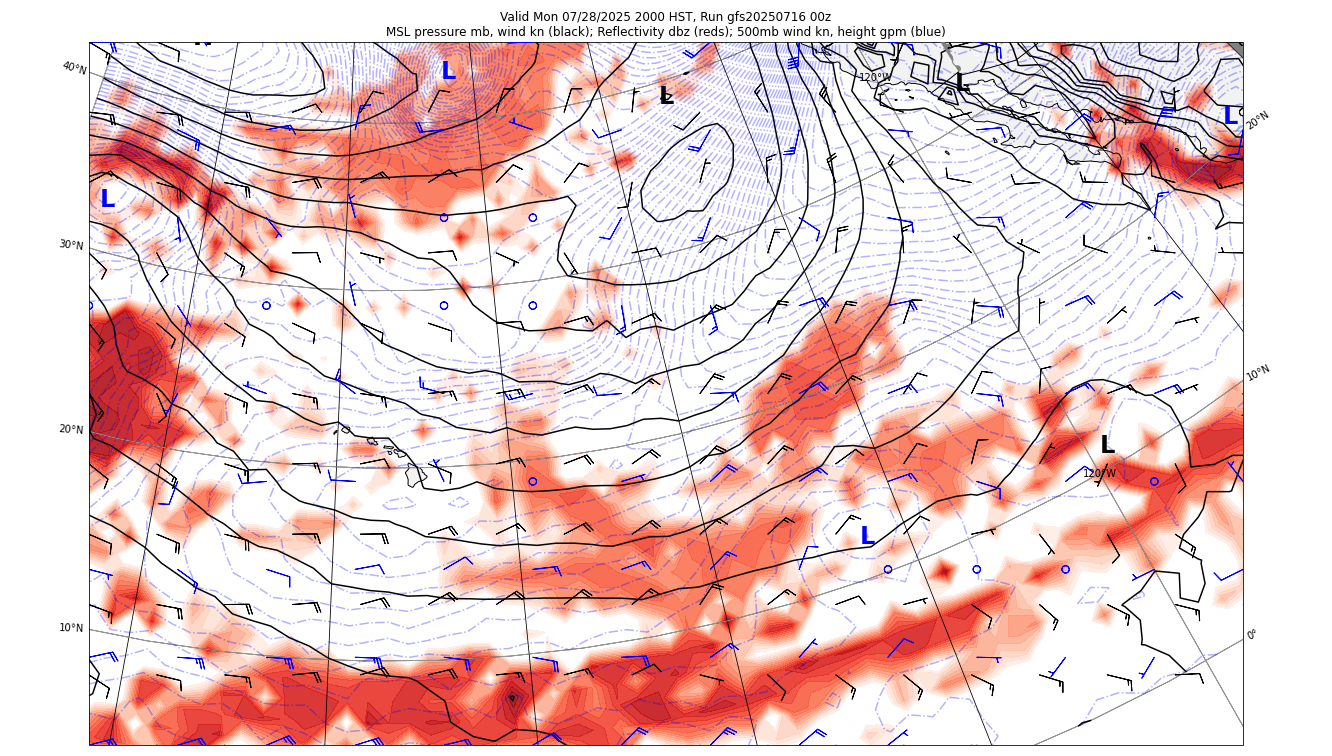 Valid Mon 07/28/2025 2000 HST, Run gfs20250716 00z
MSL pressure mb, wind kn (black); Reflectivity dbz (reds); 500mb wind kn, height gpm (blue)
40°N
L
L
120°W
L
L
20°N
L
30°N
10°N
20°N
L
120°W
L
10°N
0°